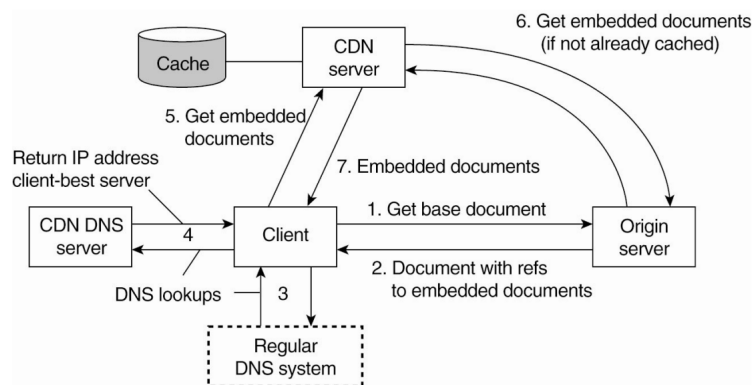 6. Get embedded documents
(if not already cached)
CDN
server
Cache
5. Get embedded
documents
Return IP address
client-best server
7. Embedded documents
1. Get base document
CDN DNS
server
4
Client
Origin
server
2. Document with refs
to embedded documents
DNS lookups
3
Regular
DNS system